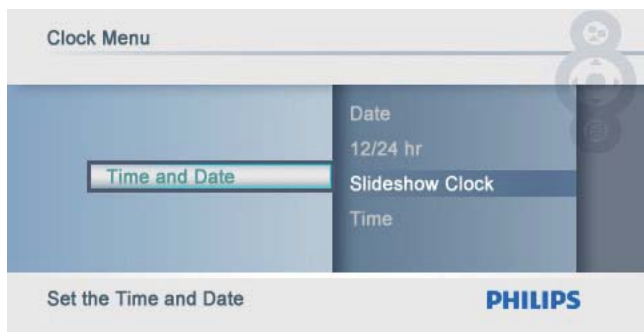 Clock Menu
Date
12/24 hr
Time and Date
Slideshow Clock
Time
Set the Time and Date
PHILIPS